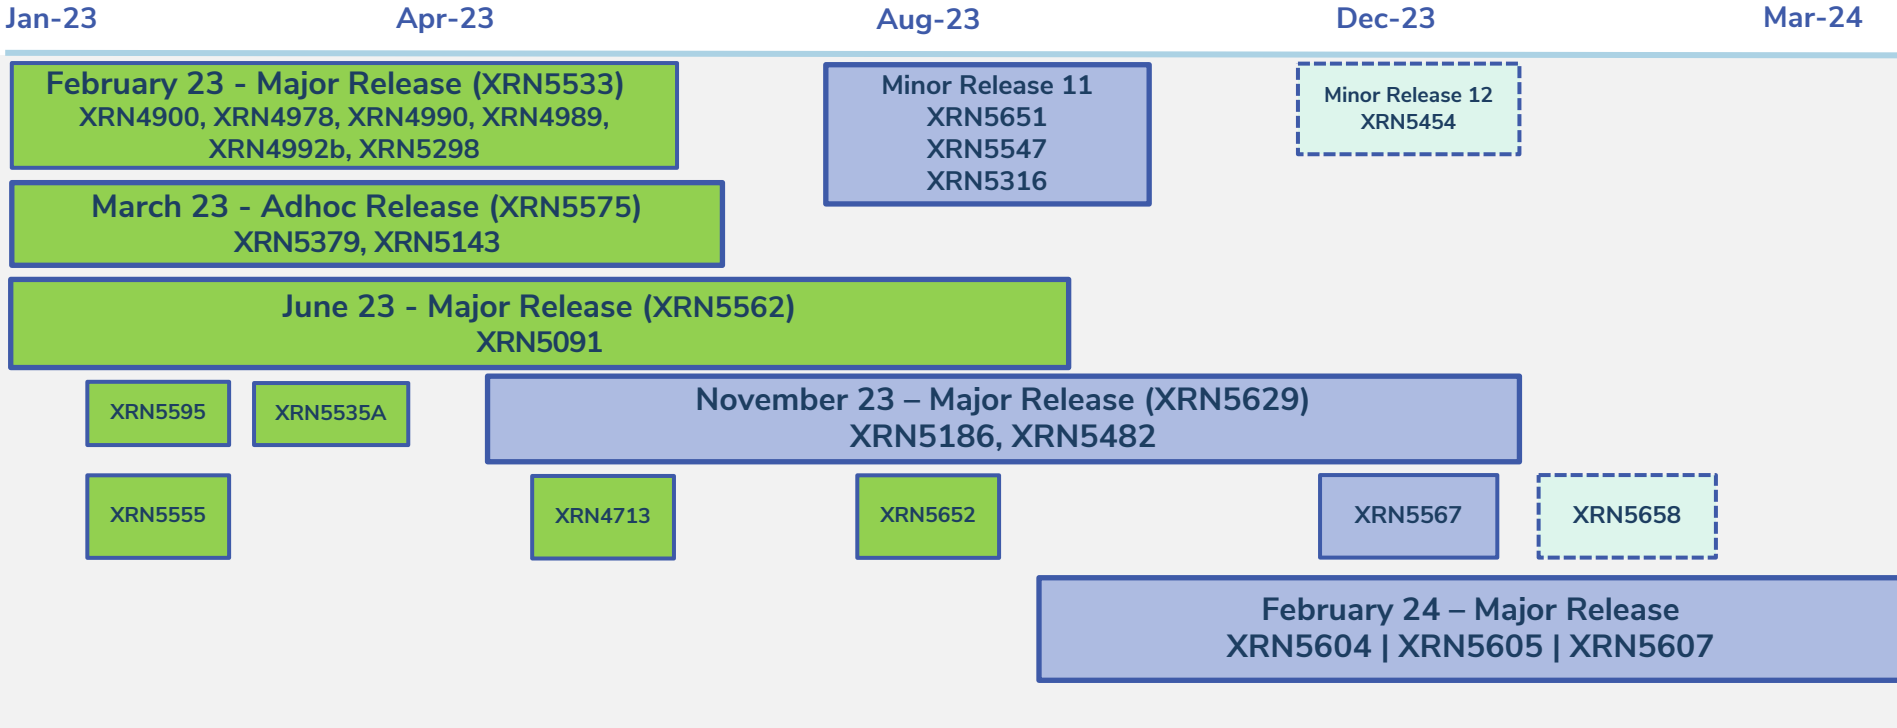 Jan-23
Apr-23
Aug-23
Dec-23
Mar-24
February 23 - Major Release (XRN5533)
XRN4900, XRN4978, XRN4990, XRN4989,
XRN4992b, XRN5298
Minor Release 11
XRN5651
XRN5547
XRN5316
Minor Release 12
XRN5454
March 23 - Adhoc Release (XRN5575)
XRN5379, XRN5143
June 23 - Major Release (XRN5562)
XRN5091
XRN5595
XRN5535A
November 23 – Major Release (XRN5629)
XRN5186, XRN5482
XRN5555
XRN4713
XRN5652
XRN5567
XRN5658
February 24 – Major Release
XRN5604 | XRN5605 | XRN5607